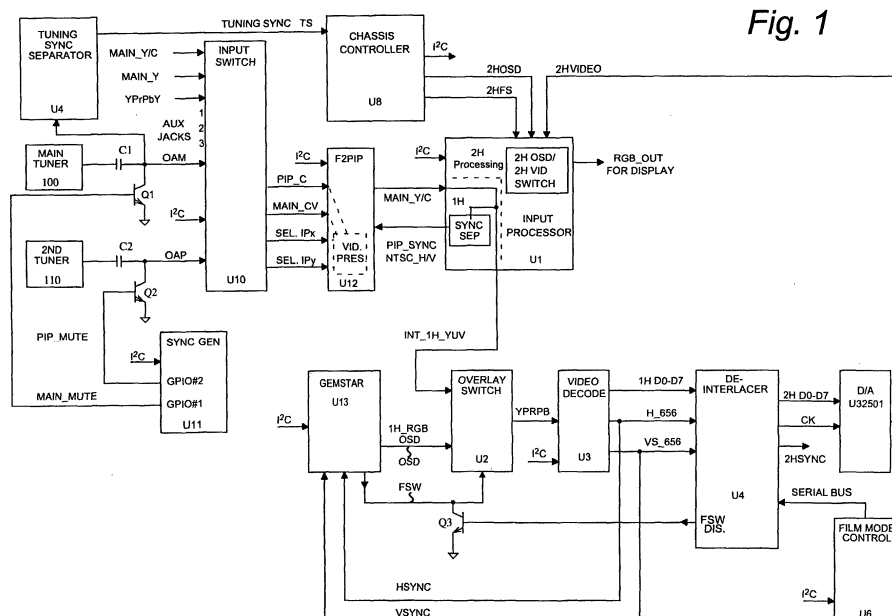 Fig. 1
TUNING
SYNC
SEPARATOR
U4
TUNING SYNC TS
MAIN_Y/C
MAIN_Y
YPrPbY
1
AUX 2
JACKS 3
INPUT
SWITCH
U10
CHASSIS
CONTROLLER
U8
I²C
2HOSD
2HFS
2HVIDEO
MAIN
TUNER
100
C1
OAM
Q1
I²C
2ND
TUNER
110
C2
OAP
Q2
PIP_MUTE
MAIN_MUTE
I²C
SYNC GEN
GPIO#2
GPIO#1
U11
PIP_C
MAIN_CV
SEL. IPx
SEL. IPy
I²C
F2PIP
VID.
PRES.
U12
MAIN_Y/C
PIP_SYNC
NTSC_H/V
I²C
2H
Processing
2H OSD/
2H VID
SWITCH
1H
SYNC
SEP
INPUT
PROCESSOR
U1
RGB_OUT
FOR DISPLAY
INT_1H_YUV
GEMSTAR
U13
I²C
1H_RGB
OSD
OSD
FSW
OVERLAY
SWITCH
U2
YPRPB
I²C
VIDEO
DECODE
U3
1H D0-D7
H_656
VS_656
DE-
INTERLACER
U4
FSW
DIS.
Q3
2H D0-D7
CK
2HSYNC
D/A
U32501
SERIAL BUS
FILM MODE
CONTROL
I²C
U6
HSYNC
VSYNC